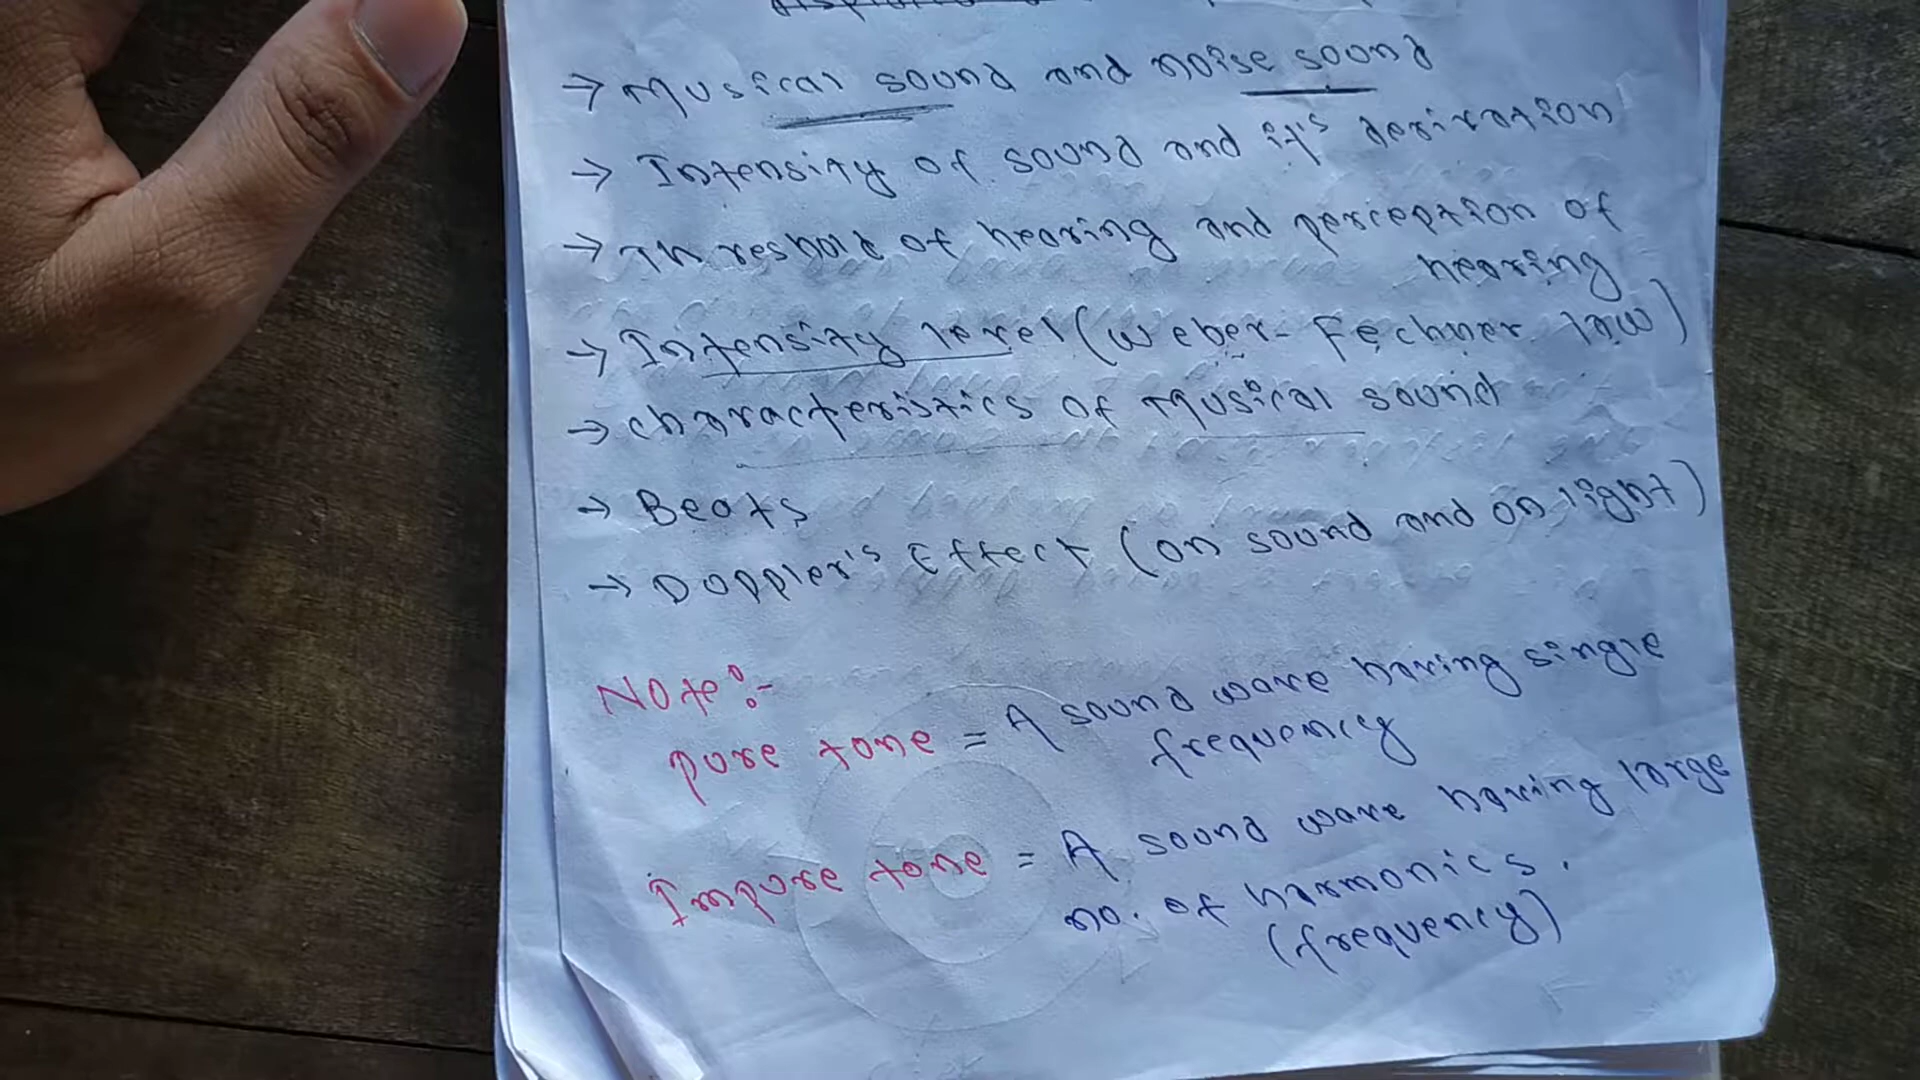 → Musical sound and noise sound
→ Intensity of sound and it's derivation
→ Threshold of hearing and perception of
hearing
→ Intensity level (Weber-Fechner law)
→ characteristics of musical sound
→ Beats
→ Doppler's Effect (on sound and on light)
Note:-
pure tone = A sound wave having single
frequency
Impure tone = A sound wave having large
no. of harmonics.
(frequency)